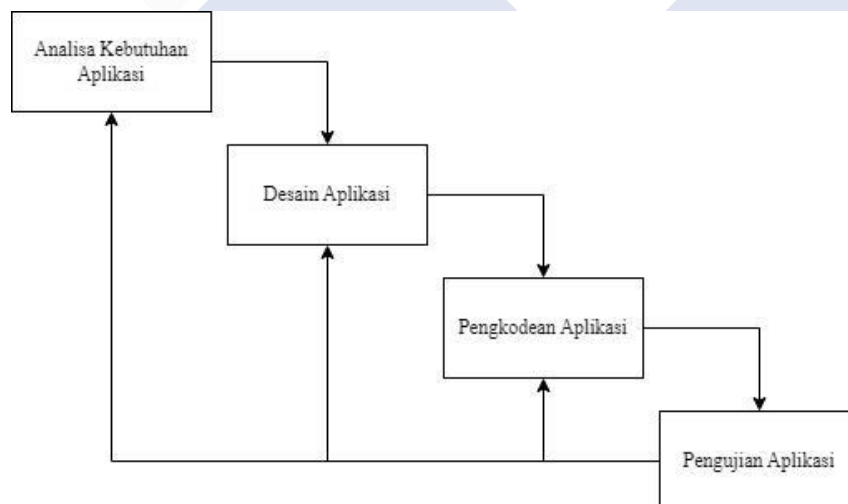 Analisa Kebutuhan
Aplikasi
Desain Aplikasi
Pengkodean Aplikasi
Pengujian Aplikasi